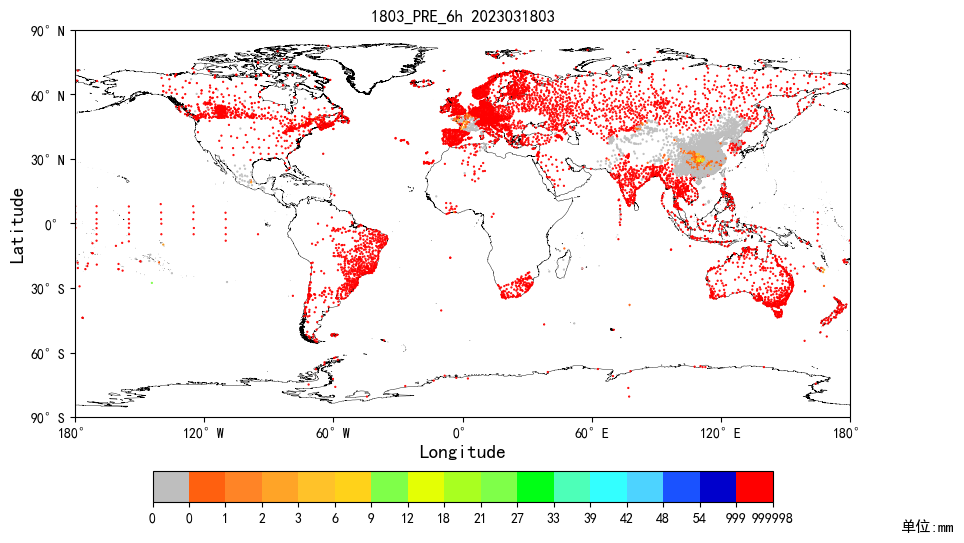 1803_PRE_6h 2023031803
90° N
60° N
30° N
0°
30° S
60° S
90° S
Latitude
180° 120° W 60° W 0° 60° E 120° E 180°
Longitude
0 0 1 2 3 6 9 12 18 21 27 33 39 42 48 54 999 999998
单位:mm